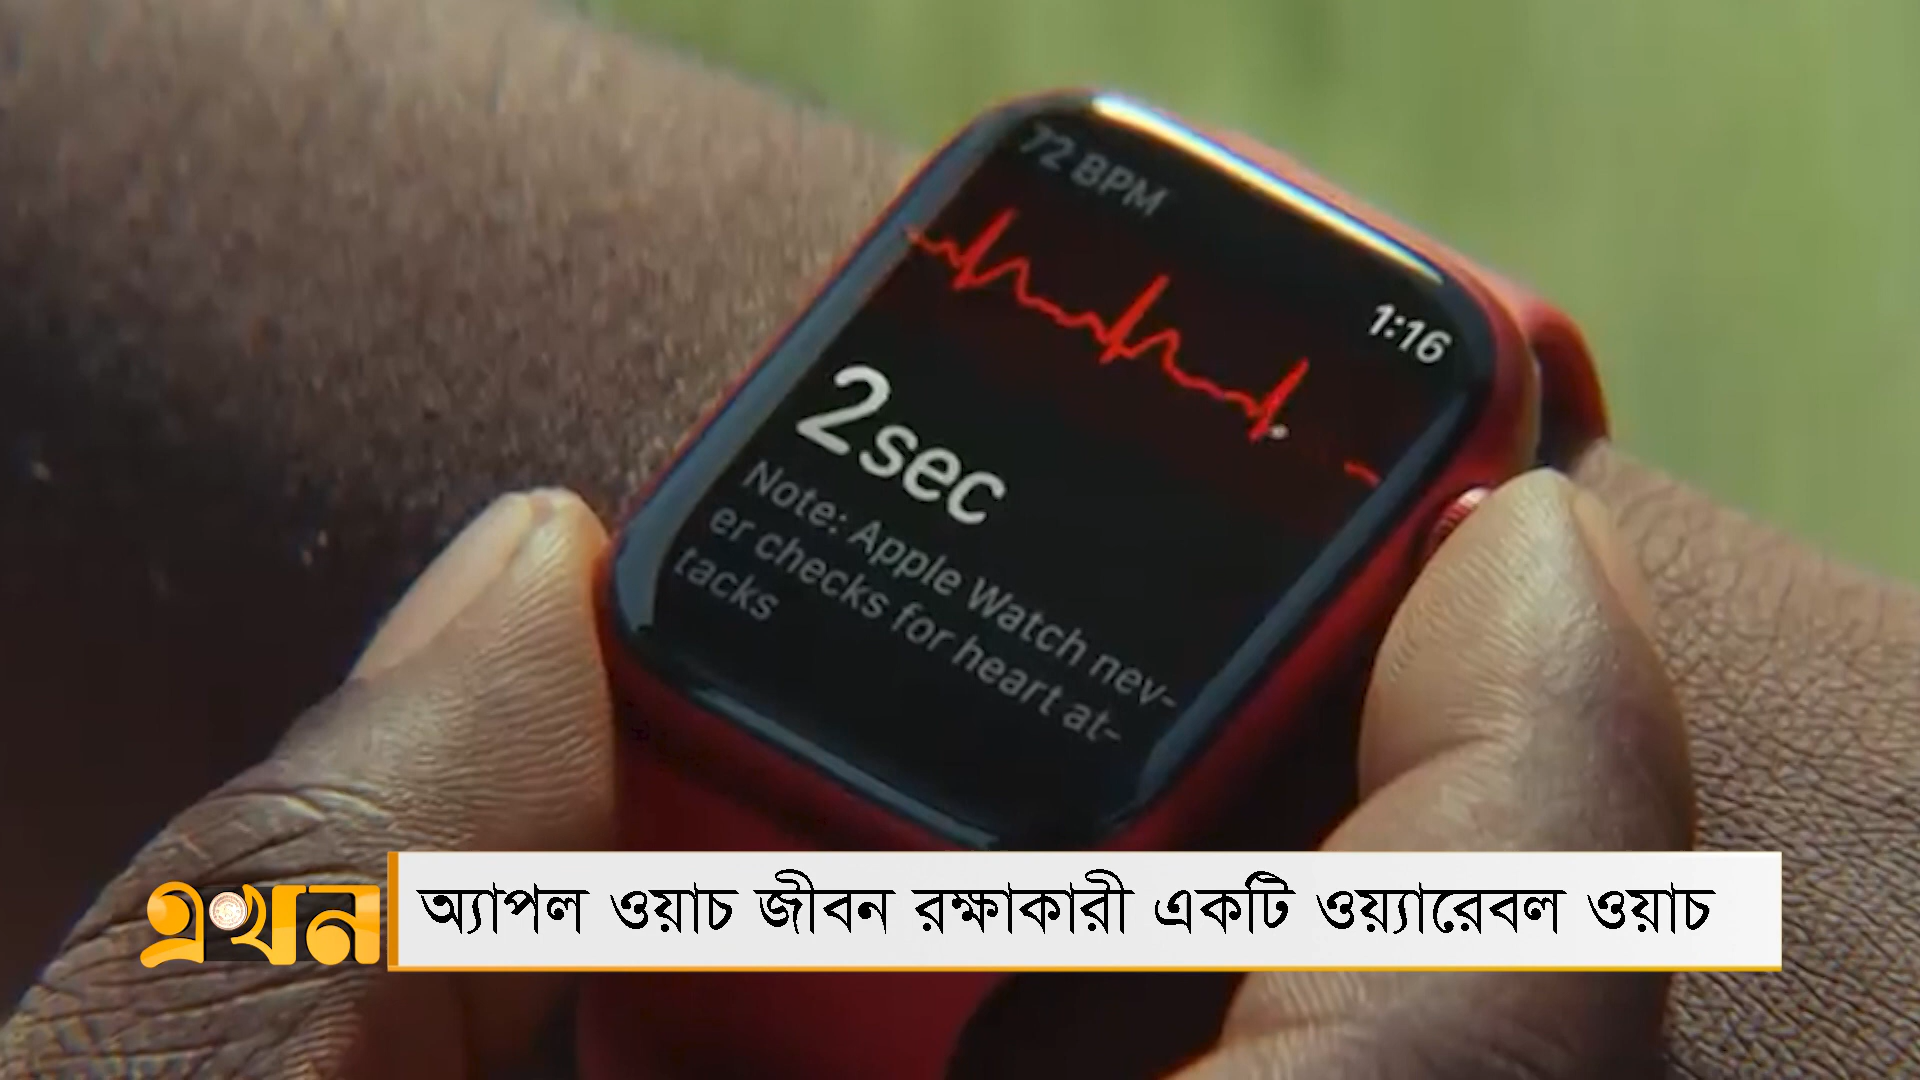 72 BPM
1:16
2sec
Note: Apple Watch nev-
er checks for heart at-
tacks
এখন
অ্যাপল ওয়াচ জীবন রক্ষাকারী একটি ওয়্যারেবল ওয়াচ